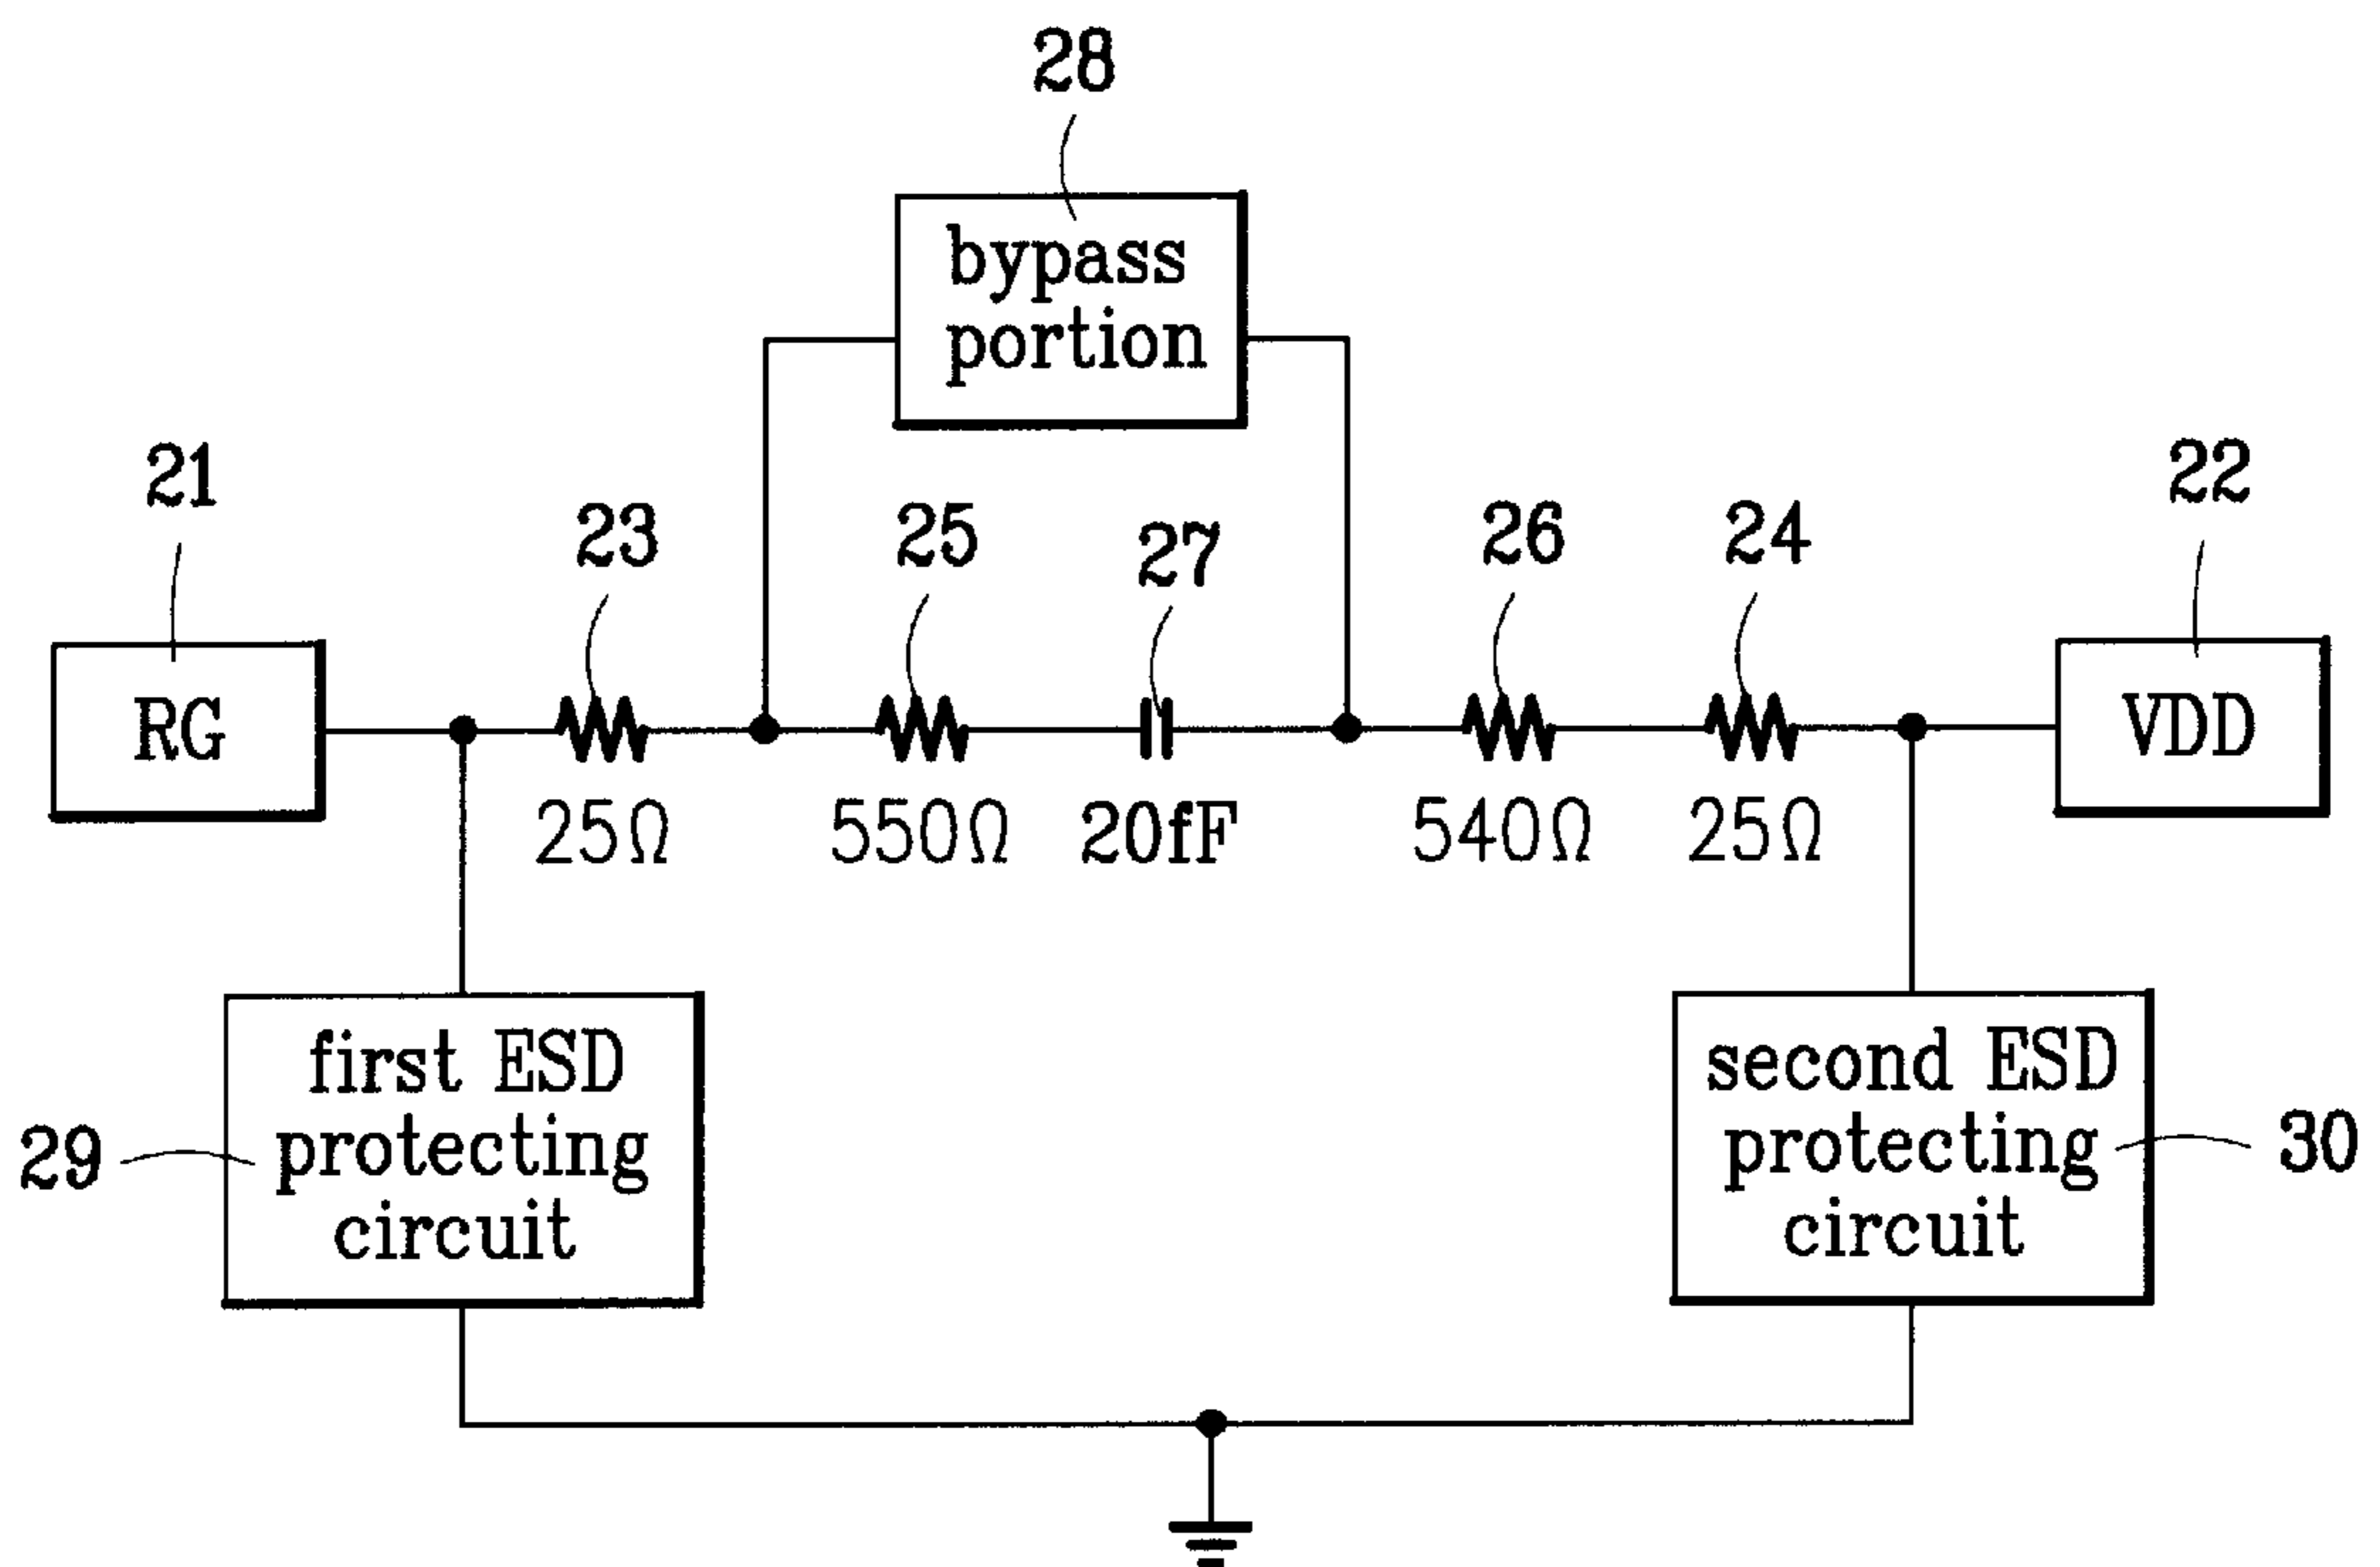 28
bypass
portion
21
23
25
27
26
24
22
RG
VDD
25Ω
550Ω
20fF
540Ω
25Ω
first ESD
protecting
circuit
29
second ESD
protecting
circuit
30